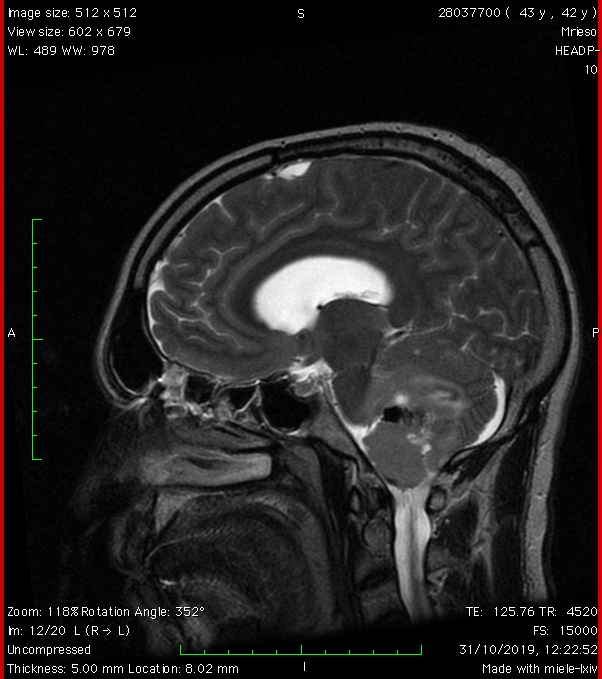 Image size: 512 x 512
View size: 602 x 679
WL: 489 WW: 978
S
28037700 ( 43 y , 42 y )
Mrieso
HEADP-
10
A
P
Zoom: 118% Rotation Angle: 352°
Im: 12/20 L (R -> L)
Uncompressed
Thickness: 5.00 mm Location: 8.02 mm
I
TE: 125.76 TR: 4520
FS: 15000
31/10/2019, 12:22:52
Made with miele-lxiv